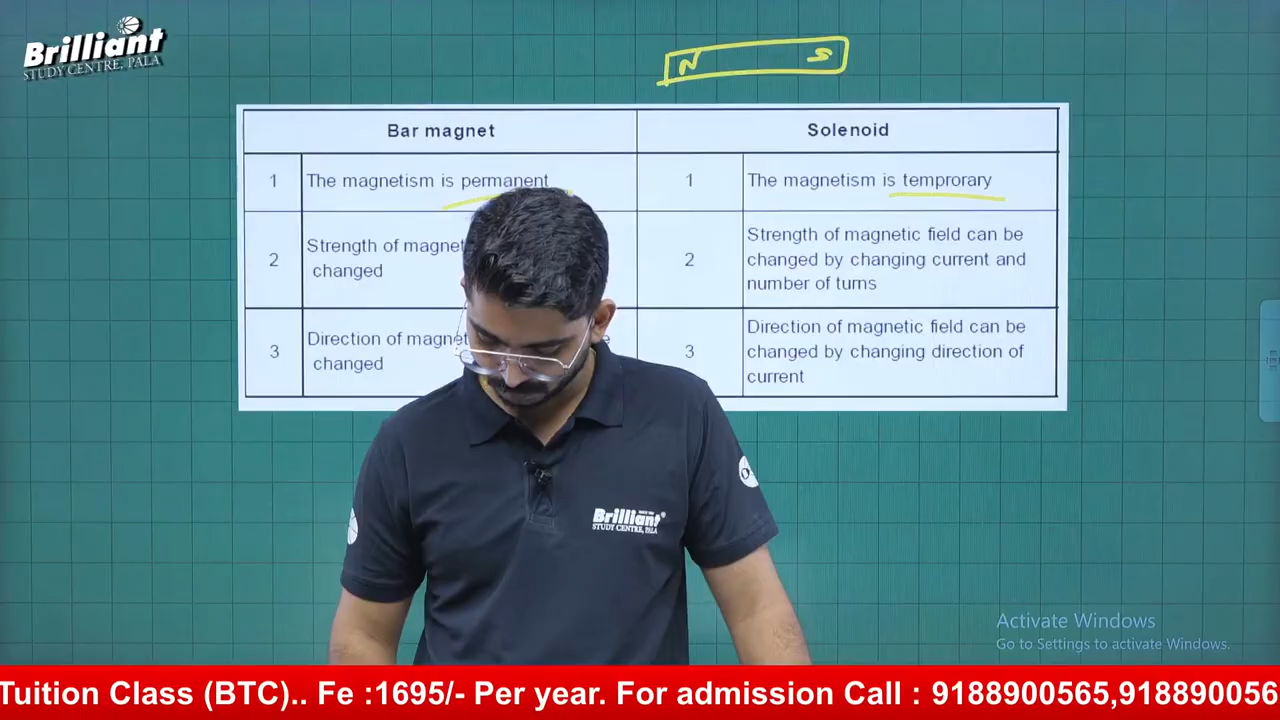 Brilliant
STUDY CENTRE, PALA
N S
Bar magnet
Solenoid
1
The magnetism is permanent
1
The magnetism is temprorary
2
Strength of magnet
changed
2
Strength of magnetic field can be
changed by changing current and
number of turns
3
Direction of magnet
changed
3
Direction of magnetic field can be
changed by changing direction of
current
Brilliant
STUDY CENTRE, PALA
Activate Windows
Go to Settings to activate Windows.
Tuition Class (BTC).. Fe :1695/- Per year. For admission Call : 9188900565,918890056